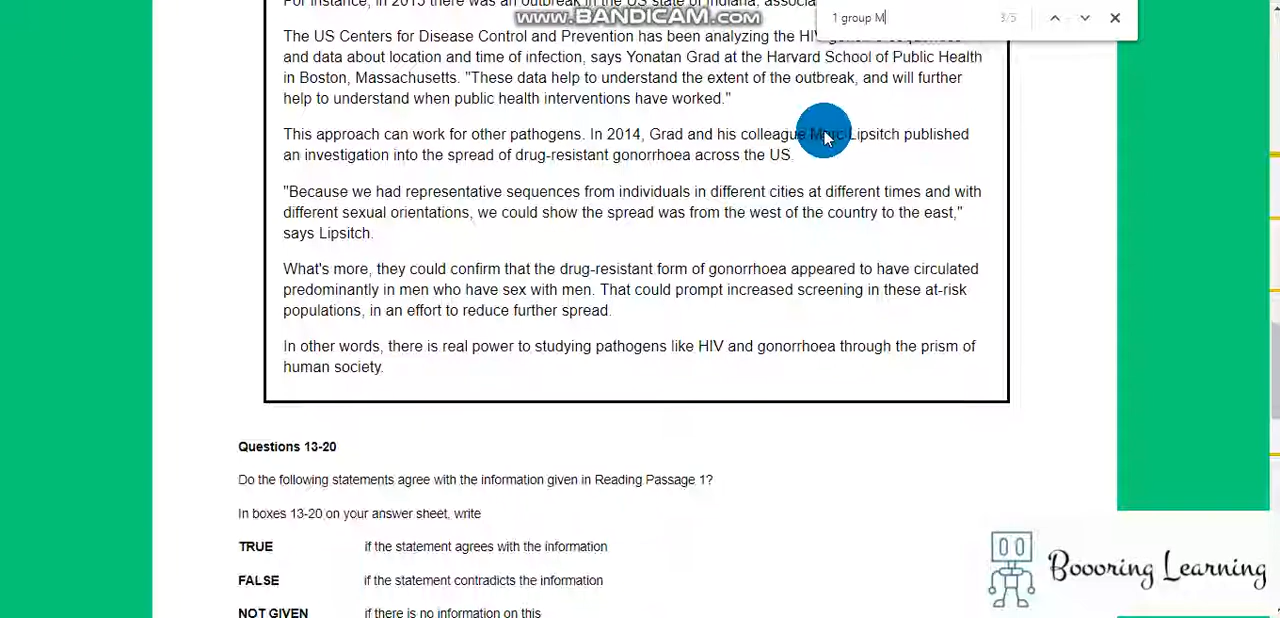 For instance, in 2015 there was an outbreak in the US state of Indiana, associa
www.BANDICAM.com
1 group M
3/5
The US Centers for Disease Control and Prevention has been analyzing the HIV
and data about location and time of infection, says Yonatan Grad at the Harvard School of Public Health
in Boston, Massachusetts. "These data help to understand the extent of the outbreak, and will further
help to understand when public health interventions have worked."
This approach can work for other pathogens. In 2014, Grad and his colleague Marc Lipsitch published
an investigation into the spread of drug-resistant gonorrhoea across the US.
"Because we had representative sequences from individuals in different cities at different times and with
different sexual orientations, we could show the spread was from the west of the country to the east,"
says Lipsitch.
What's more, they could confirm that the drug-resistant form of gonorrhoea appeared to have circulated
predominantly in men who have sex with men. That could prompt increased screening in these at-risk
populations, in an effort to reduce further spread.
In other words, there is real power to studying pathogens like HIV and gonorrhoea through the prism of
human society.
Questions 13-20
Do the following statements agree with the information given in Reading Passage 1?
In boxes 13-20 on your answer sheet, write
TRUE if the statement agrees with the information
FALSE if the statement contradicts the information
NOT GIVEN if there is no information on this
Boooring Learning